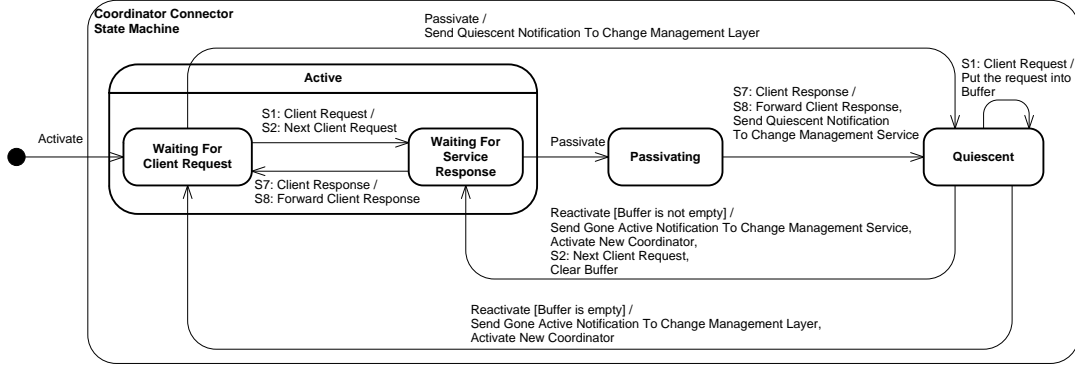 Coordinator Connector
State Machine
Passivate /
Send Quiescent Notification To Change Management Layer
S1: Client Request /
Put the request into
Buffer
Active
Activate
S1: Client Request /
S2: Next Client Request
Waiting For
Client Request
Waiting For
Service
Response
Passivate
Passivating
S7: Client Response /
S8: Forward Client Response,
Send Quiescent Notification
To Change Management Service
Quiescent
S7: Client Response /
S8: Forward Client Response
Reactivate [Buffer is not empty] /
Send Gone Active Notification To Change Management Service,
Activate New Coordinator,
S2: Next Client Request,
Clear Buffer
Reactivate [Buffer is empty] /
Send Gone Active Notification To Change Management Layer,
Activate New Coordinator